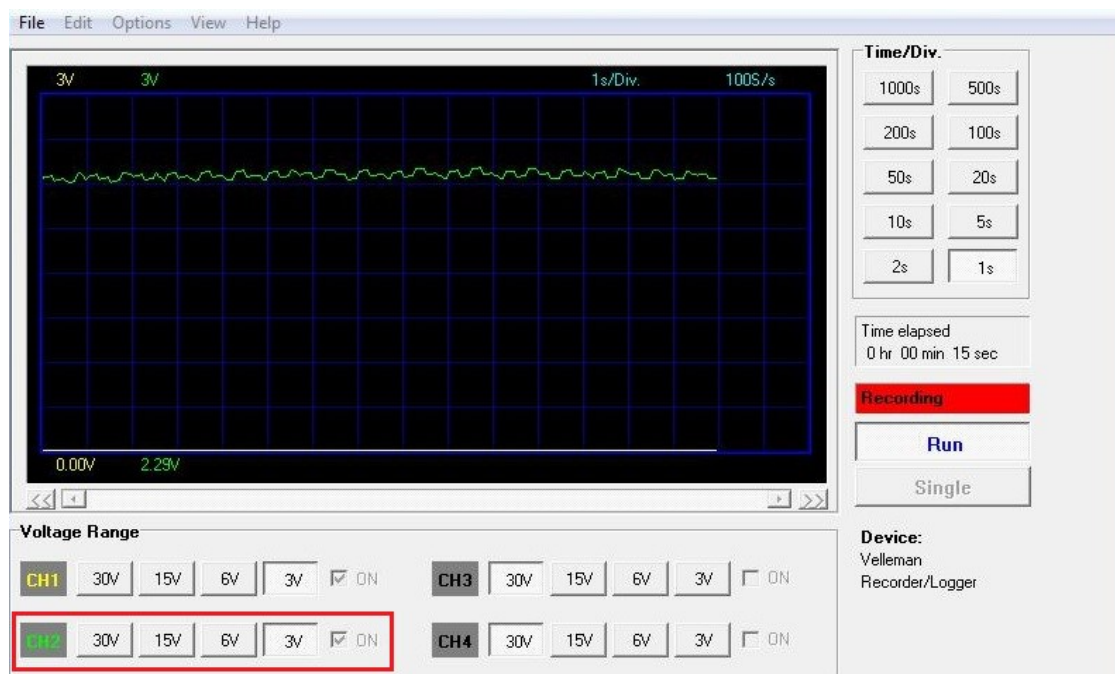 File Edit Options View Help
3V 3V 1s/Div. 100S/s
0.00V 2.29V
Time/Div.
1000s 500s
200s 100s
50s 20s
10s 5s
2s 1s
Time elapsed
0 hr 00 min 15 sec
Recording
Run
Single
Device:
Velleman
Recorder/Logger
Voltage Range
CH1 30V 15V 6V 3V ON CH3 30V 15V 6V 3V ON
CH2 30V 15V 6V 3V ON CH4 30V 15V 6V 3V ON